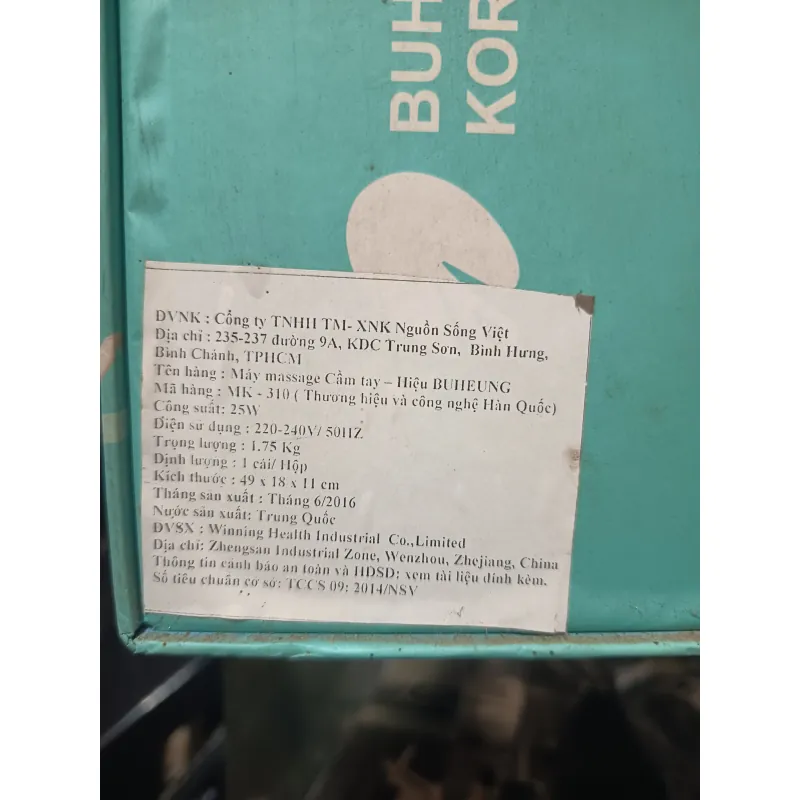 BUH
KOR
ĐVNK : Công ty TNHH TM- XNK Nguồn Sống Việt
Địa chỉ : 235-237 đường 9A, KDC Trung Sơn, Bình Hưng,
Bình Chánh, TPHCM
Tên hàng : Máy massage Cầm tay – Hiệu BUHEUNG
Mã hàng : MK - 310 ( Thương hiệu và công nghệ Hàn Quốc)
Công suất: 25W
Điện sử dụng : 220-240V/ 50HZ
Trọng lượng : 1.75 Kg
Định lượng : 1 cái/ Hộp
Kích thước : 49 x 18 x 11 cm
Tháng sản xuất : Tháng 6/2016
Nước sản xuất: Trung Quốc
ĐVSX : Winning Health Industrial Co.,Limited
Địa chỉ: Zhengsan Industrial Zone, Wenzhou, Zhejiang, China
Thông tin cảnh báo an toàn và HDSD: xem tài liệu đính kèm.
Số tiêu chuẩn cơ sở: TCCS 09: 2014/NSV